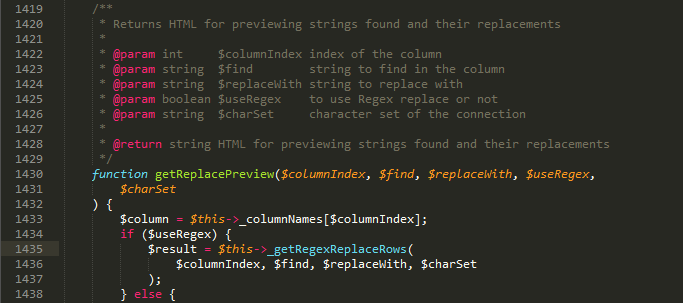 1419 /**
1420 * Returns HTML for previewing strings found and their replacements
1421 *
1422 * @param int $columnIndex index of the column
1423 * @param string $find string to find in the column
1424 * @param string $replaceWith string to replace with
1425 * @param boolean $useRegex to use Regex replace or not
1426 * @param string $charSet character set of the connection
1427 *
1428 * @return string HTML for previewing strings found and their replacements
1429 */
1430 function getReplacePreview($columnIndex, $find, $replaceWith, $useRegex,
1431 $charSet
1432 ) {
1433 $column = $this->_columnNames[$columnIndex];
1434 if ($useRegex) {
1435 $result = $this->_getRegexReplaceRows(
1436 $columnIndex, $find, $replaceWith, $charSet
1437 );
1438 } else {